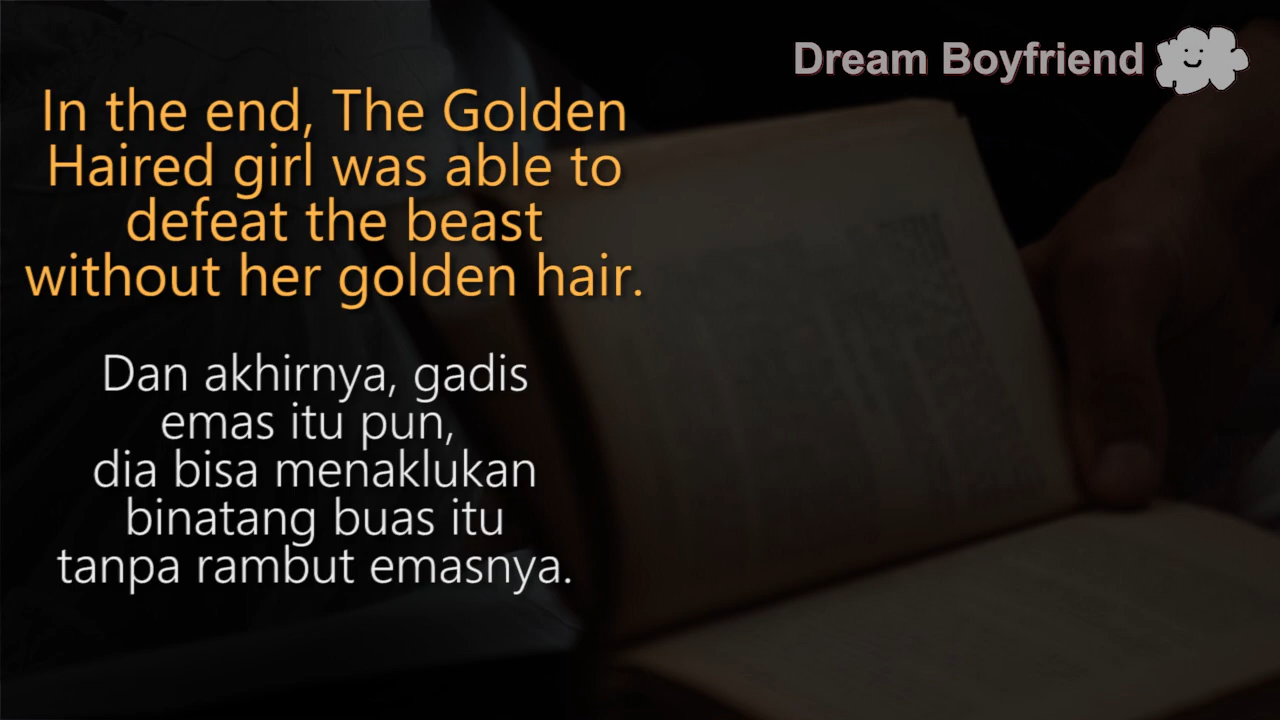 Dream Boyfriend
In the end, The Golden
Haired girl was able to
defeat the beast
without her golden hair.
Dan akhirnya, gadis
emas itu pun,
dia bisa menaklukan
binatang buas itu
tanpa rambut emasnya.